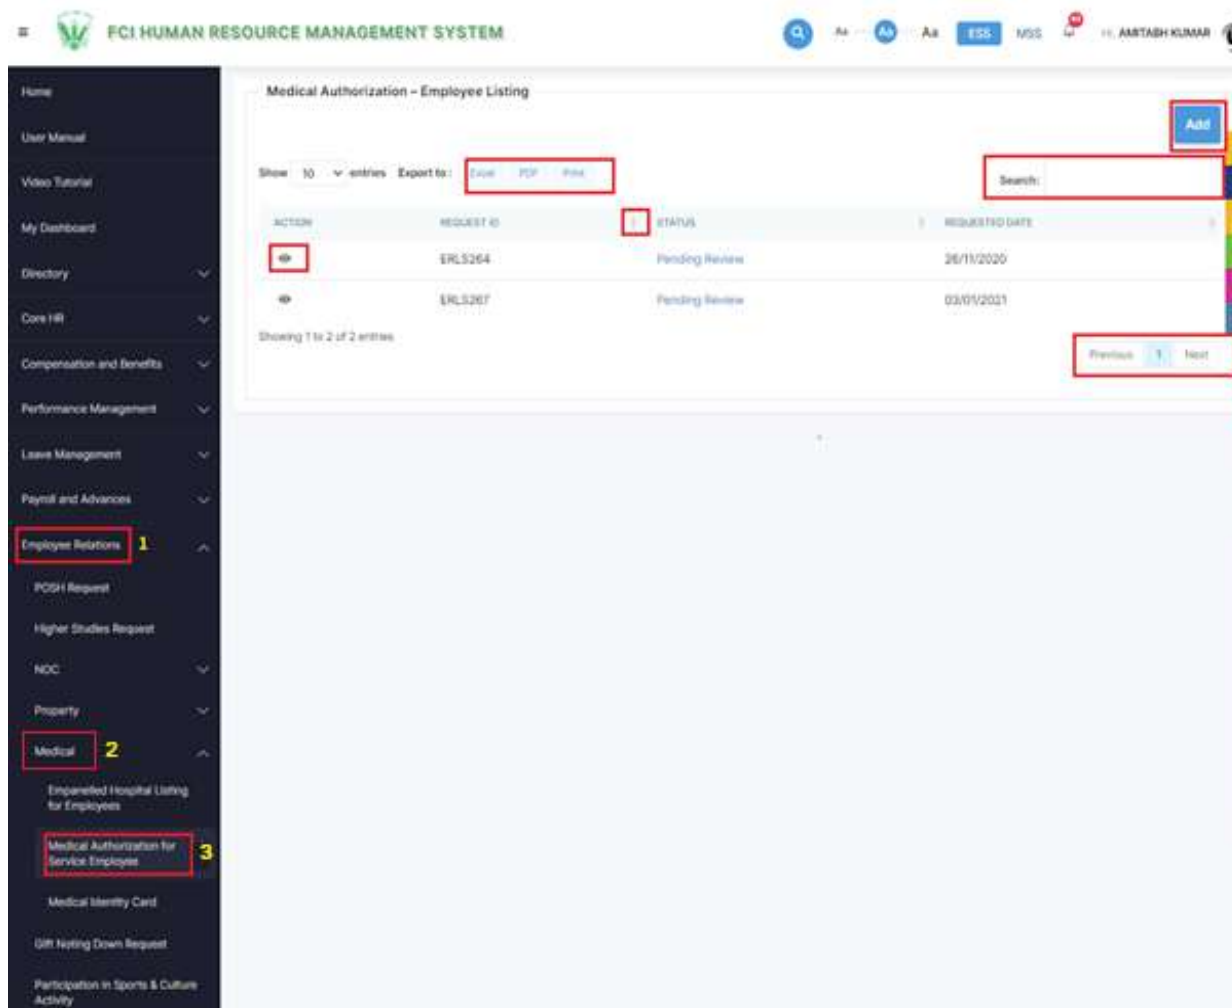 FCI HUMAN RESOURCE MANAGEMENT SYSTEM
Aa Aa Aa ESS MSS AMITABH KUMAR
Home
User Manual
Video Tutorial
My Dashboard
Directory
Core HR
Compensation and Benefits
Performance Management
Leave Management
Payroll and Advances
Employee Relations 1
POSH Request
Higher Studies Request
NOC
Property
Medical 2
Empanelled Hospital Listing
for Employees
Medical Authorization for
Service Employee 3
Medical Identity Card
Gift Noting Down Request
Participation in Sports & Culture
Activity
Medical Authorization – Employee Listing
Add
Show 10 entries Export to : Excel PDF Print
Search:
ACTION REQUEST ID STATUS REQUESTED DATE
ERLS264 Pending Review 26/11/2020
ERLS267 Pending Review 03/01/2021
Showing 1 to 2 of 2 entries
Previous 1 Next